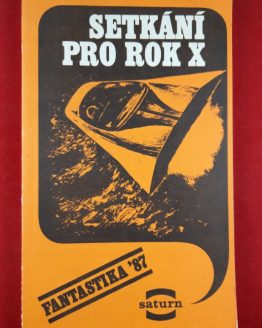 SETKÁNÍ
PRO ROK X
FANTASTIKA '87
saturn